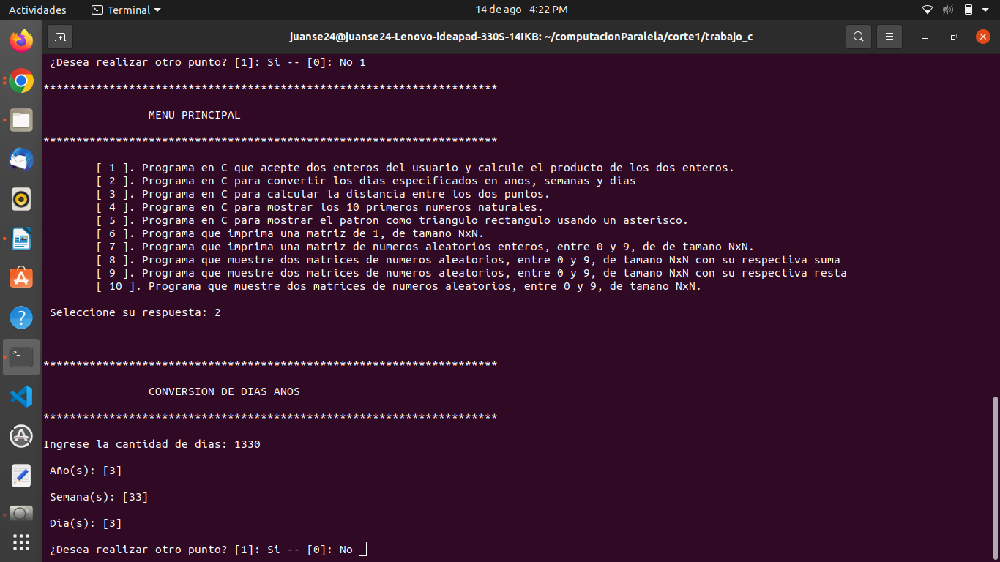 Actividades
Terminal
14 de ago 4:22 PM
juanse24@juanse24-Lenovo-ideapad-330S-14IKB: ~/computacionParalela/corte1/trabajo_c
¿Desea realizar otro punto? [1]: Si -- [0]: No 1
*********************************************************************
MENU PRINCIPAL
*********************************************************************
[ 1 ]. Programa en C que acepte dos enteros del usuario y calcule el producto de los dos enteros.
[ 2 ]. Programa en C para convertir los dias especificados en anos, semanas y dias
[ 3 ]. Programa en C para calcular la distancia entre los dos puntos.
[ 4 ]. Programa en C para mostrar los 10 primeros numeros naturales.
[ 5 ]. Programa en C para mostrar el patron como triangulo rectangulo usando un asterisco.
[ 6 ]. Programa que imprima una matriz de 1, de tamano NxN.
[ 7 ]. Programa que imprima una matriz de numeros aleatorios enteros, entre 0 y 9, de de tamano NxN.
[ 8 ]. Programa que muestre dos matrices de numeros aleatorios, entre 0 y 9, de tamano NxN con su respectiva suma
[ 9 ]. Programa que muestre dos matrices de numeros aleatorios, entre 0 y 9, de tamano NxN con su respectiva resta
[ 10 ]. Programa que muestre dos matrices de numeros aleatorios, entre 0 y 9, de tamano NxN.
Seleccione su respuesta: 2
*********************************************************************
CONVERSION DE DIAS ANOS
*********************************************************************
Ingrese la cantidad de dias: 1330
Año(s): [3]
Semana(s): [33]
Dia(s): [3]
¿Desea realizar otro punto? [1]: Si -- [0]: No